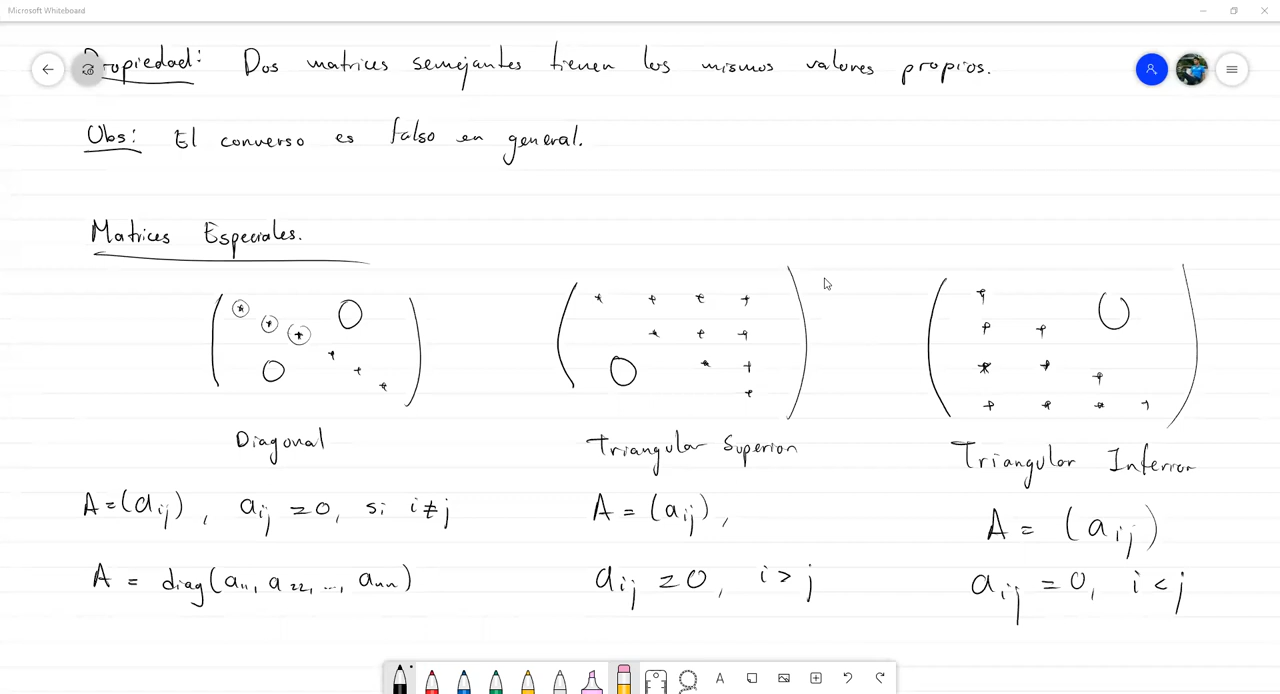 Microsoft Whiteboard
Propiedad: Dos matrices semejantes tienen los mismos valores propios.
Obs: El converso es falso en general.
Matrices Especiales.
Diagonal
Triangular Superior
Triangular Inferior
A = (aij), aij = 0, si i ≠ j
A = (aij),
A = (aij)
A = diag(a11, a22, ..., ann)
aij = 0, i > j
aij = 0, i < j